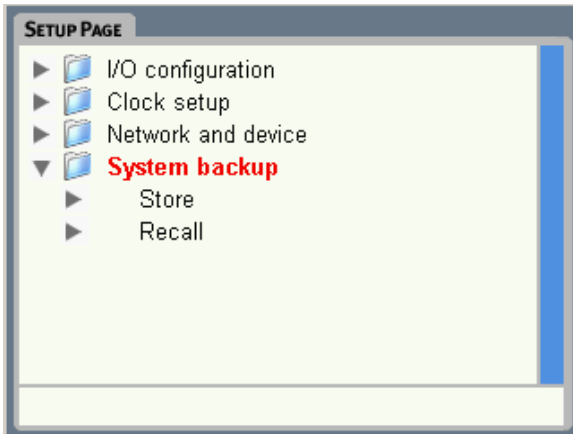 SETUP PAGE
I/O configuration
Clock setup
Network and device
System backup
Store
Recall